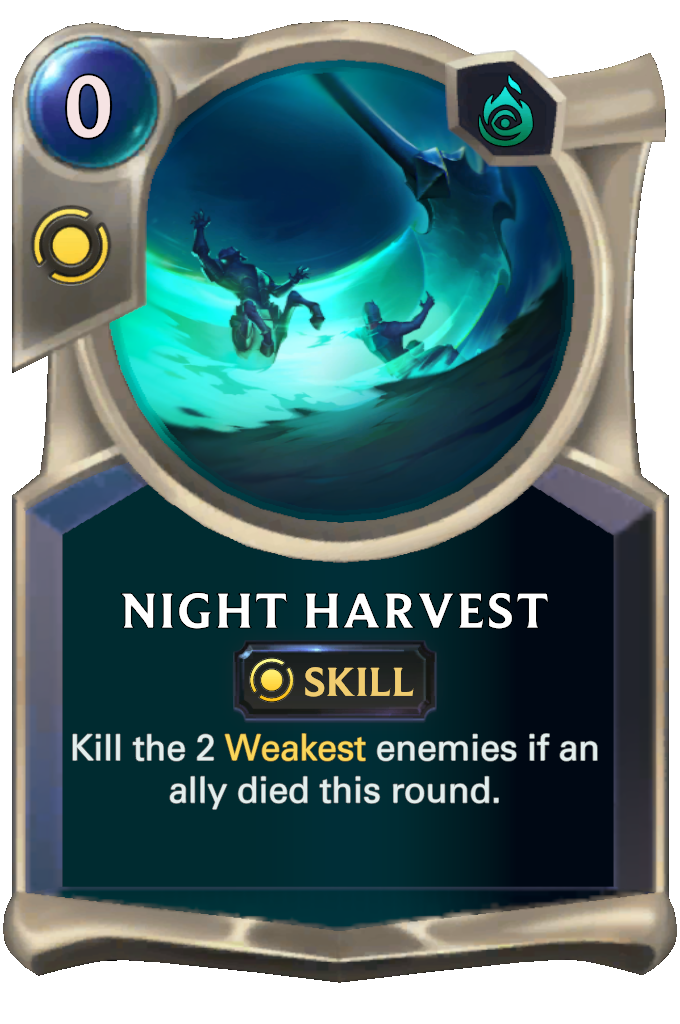 0
NIGHT HARVEST
SKILL
Kill the 2 Weakest enemies if an
ally died this round.